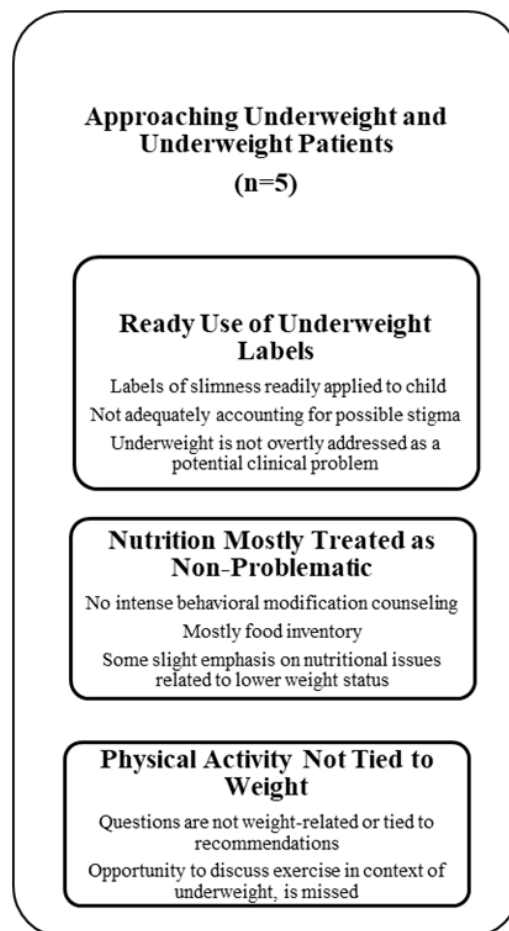 Approaching Underweight and
Underweight Patients
(n=5)
Ready Use of Underweight
Labels
Labels of slimness readily applied to child
Not adequately accounting for possible stigma
Underweight is not overtly addressed as a
potential clinical problem
Nutrition Mostly Treated as
Non-Problematic
No intense behavioral modification counseling
Mostly food inventory
Some slight emphasis on nutritional issues
related to lower weight status
Physical Activity Not Tied to
Weight
Questions are not weight-related or tied to
recommendations
Opportunity to discuss exercise in context of
underweight, is missed